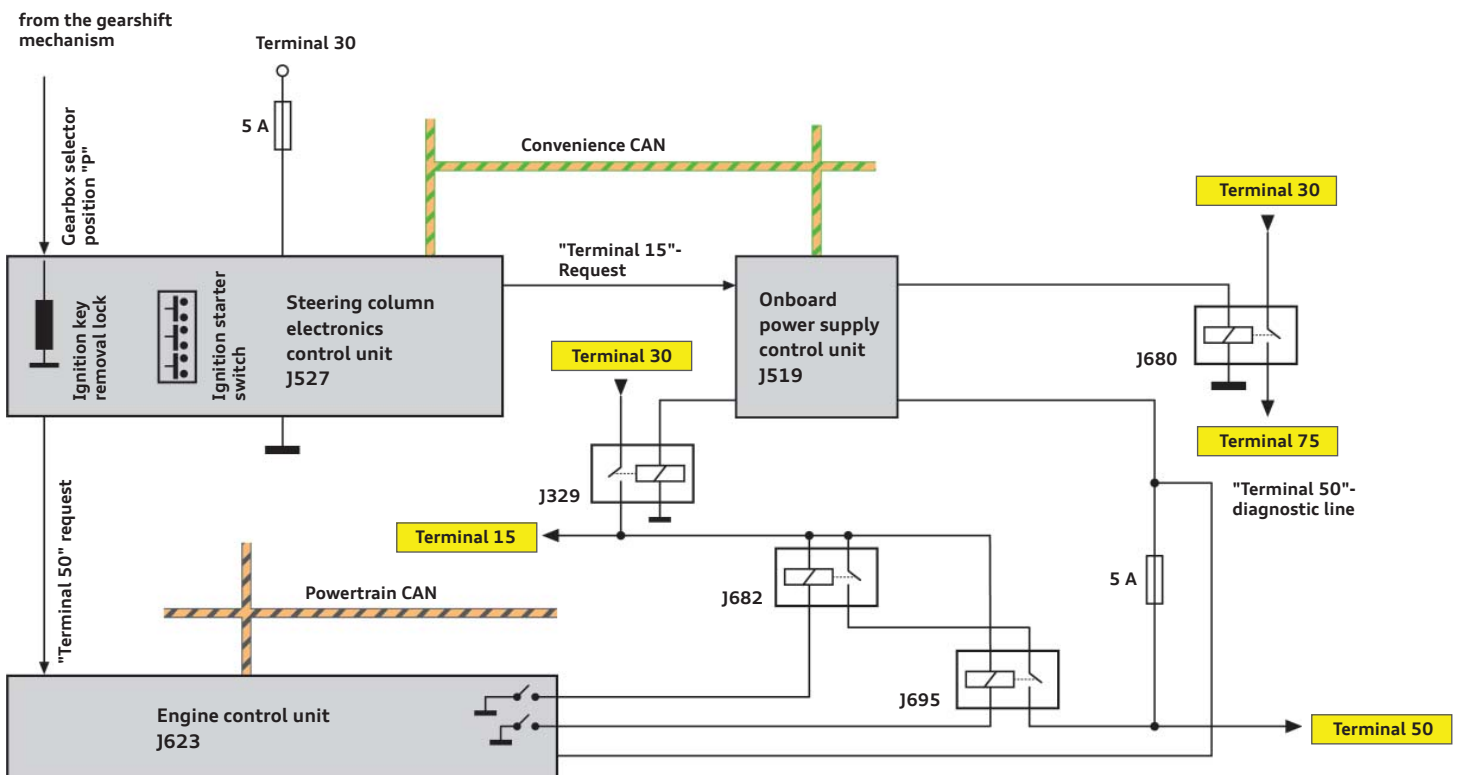 from the gearshift
mechanism
Terminal 30
5 A
Gearbox selector
position "P"
Convenience CAN
Terminal 30
"Terminal 15"-
Request
Ignition key
removal lock
Ignition starter
switch
Steering column
electronics
control unit
J527
Onboard
power supply
control unit
J519
J680
Terminal 30
Terminal 75
J329
"Terminal 50"-
diagnostic line
"Terminal 50" request
Terminal 15
5 A
Powertrain CAN
J682
J695
Engine control unit
J623
Terminal 50